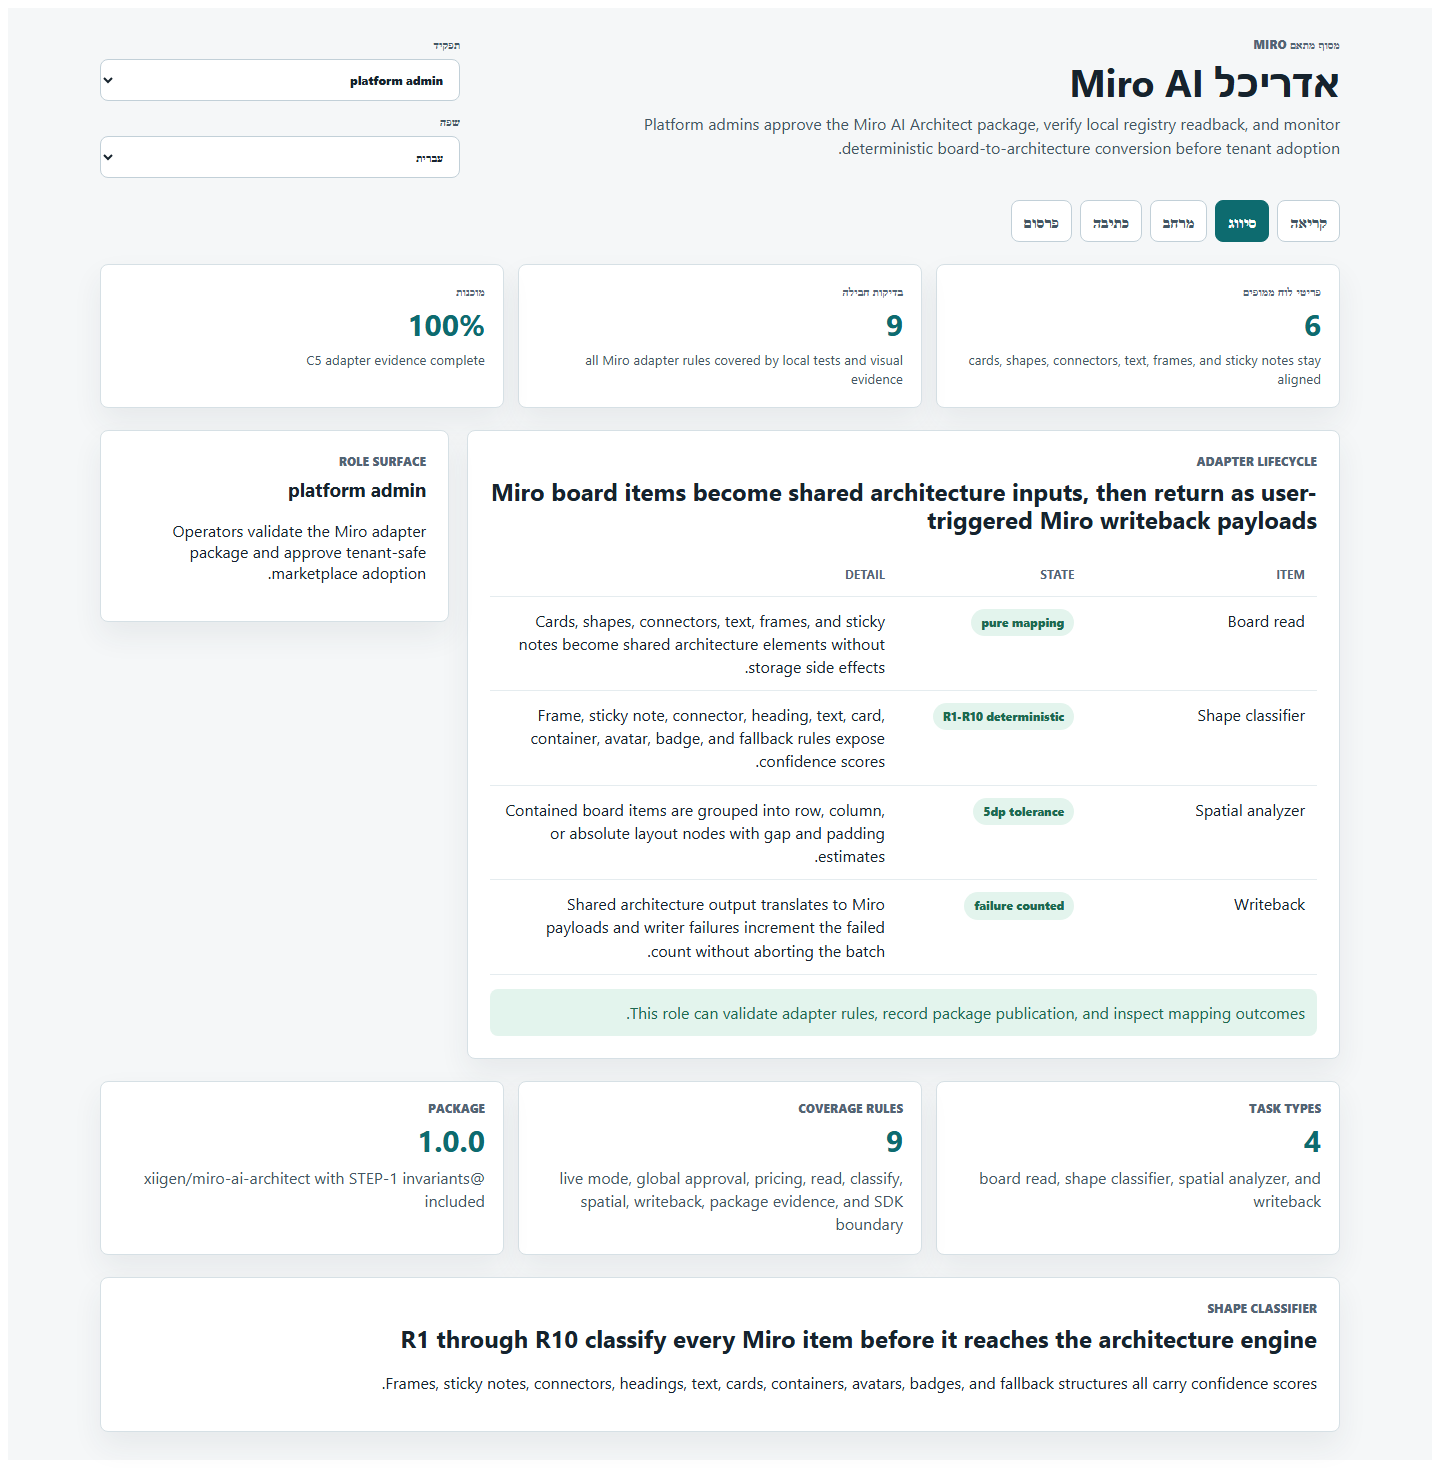 מסוף מתאם MIRO
אדריכל Miro AI
Platform admins approve the Miro AI Architect package, verify local registry readback, and monitor
.deterministic board-to-architecture conversion before tenant adoption
תפקיד
platform admin
שפה
עברית
קריאה
סיווג
מרחב
כתיבה
פרסום
פריטי לוח ממופים
6
cards, shapes, connectors, text, frames, and sticky notes stay
aligned
בדיקות חבילה
9
all Miro adapter rules covered by local tests and visual
evidence
מוכנות
100%
C5 adapter evidence complete
ADAPTER LIFECYCLE
Miro board items become shared architecture inputs, then return as user-
triggered Miro writeback payloads
ITEM STATE DETAIL
Board read
pure mapping
Cards, shapes, connectors, text, frames, and sticky
notes become shared architecture elements without
.storage side effects
Shape classifier
R1-R10 deterministic
Frame, sticky note, connector, heading, text, card,
container, avatar, badge, and fallback rules expose
.confidence scores
Spatial analyzer
5dp tolerance
Contained board items are grouped into row, column,
or absolute layout nodes with gap and padding
.estimates
Writeback
failure counted
Shared architecture output translates to Miro
payloads and writer failures increment the failed
.count without aborting the batch
.This role can validate adapter rules, record package publication, and inspect mapping outcomes
ROLE SURFACE
platform admin
Operators validate the Miro adapter
package and approve tenant-safe
.marketplace adoption
TASK TYPES
4
board read, shape classifier, spatial analyzer, and
writeback
COVERAGE RULES
9
live mode, global approval, pricing, read, classify,
spatial, writeback, package evidence, and SDK
boundary
PACKAGE
1.0.0
xiigen/miro-ai-architect with STEP-1 invariants@
included
SHAPE CLASSIFIER
R1 through R10 classify every Miro item before it reaches the architecture engine
.Frames, sticky notes, connectors, headings, text, cards, containers, avatars, badges, and fallback structures all carry confidence scores